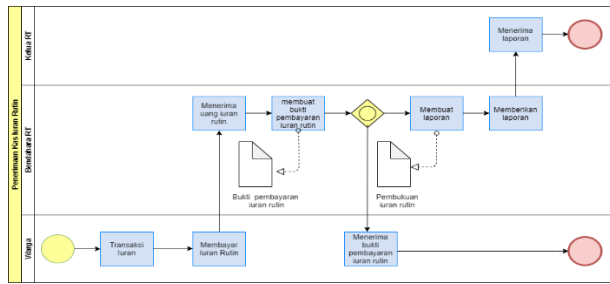 Penerimaan Kas Iuran Rutin
Ketua RT
Menerima
laporan
Bendahara RT
Menerima
uang iuran
rutin
membuat
bukti
pembayaran
iuran rutin
Membuat
laporan
Memberikan
laporan
Bukti pembayaran
iuran rutin
Pembukuan
iuran rutin
Warga
Transaksi
Iuran
Membayar
Iuran Rutin
Menerima
bukti
pembayaran
iuran rutin